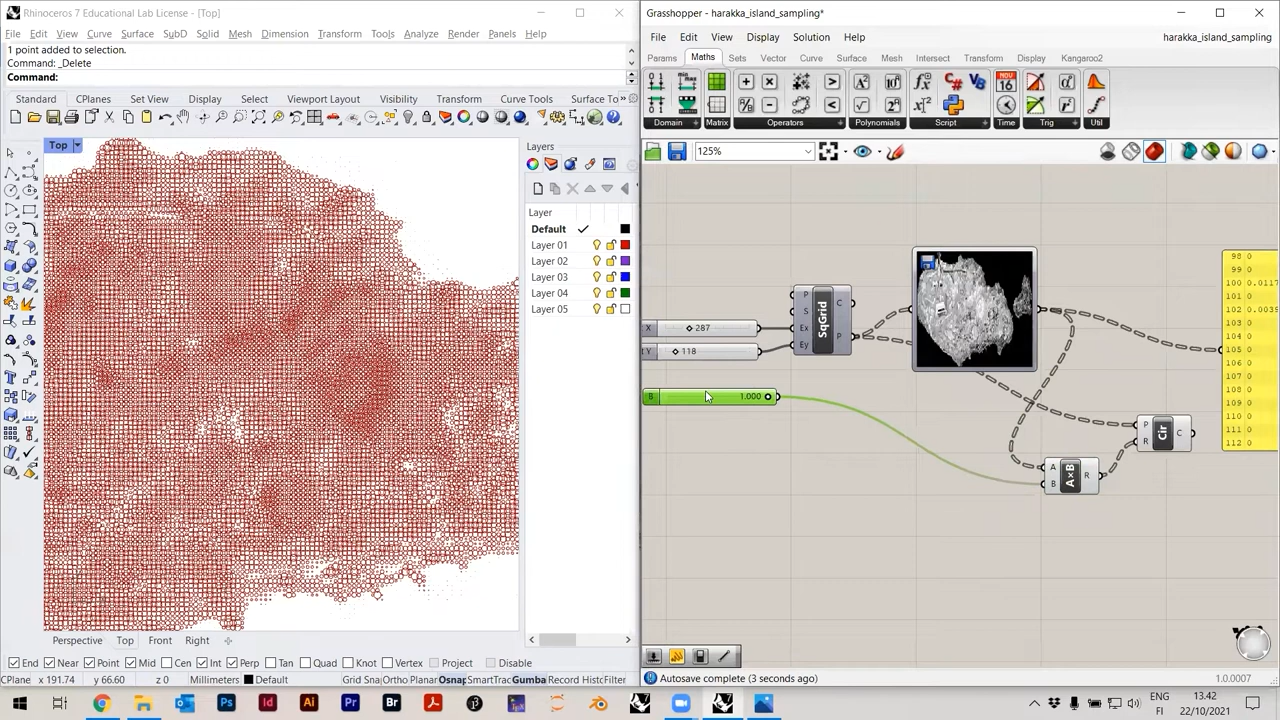 Rhinoceros 7 Educational Lab License - [Top]
File Edit View Curve Surface SubD Solid Mesh Dimension Transform Tools Analyze Render Panels Help
1 point added to selection.
Command: _Delete
Command:
Standard CPlanes Set View Display Select Viewport Layout Visibility Transform Curve Tools Surface To »
Top
Layers
Layer
Default
Layer 01
Layer 02
Layer 03
Layer 04
Layer 05
Perspective Top Front Right
End Near Point Mid Cen Int Perp Tan Quad Knot Vertex Project Disable
CPlane x 191.74 y 66.60 z 0 Millimeters Default Grid Snap Ortho Planar Osnap SmartTrac Gumba Record Histc Filter
Grasshopper - harakka_island_sampling*
File Edit View Display Solution Help harakka_island_sampling*
Params Maths Sets Vector Curve Surface Mesh Intersect Transform Display Kangaroo2
Domain Matrix Operators Polynomials Script Time Trig Util
125%
X 287
Y 118
B 1.000
SqGrid
P
S
Ex
Ey
C
P
Cir
P
R
C
A×B
A
B
R
98 0
99 0
100 0.0117
101 0
102 0.0039
103 0
104 0
105 0
106 0
107 0
108 0
109 0
110 0
111 0
112 0
Autosave complete (3 seconds ago)
1.0.0007
ENG
FI
13.42
22/10/2021